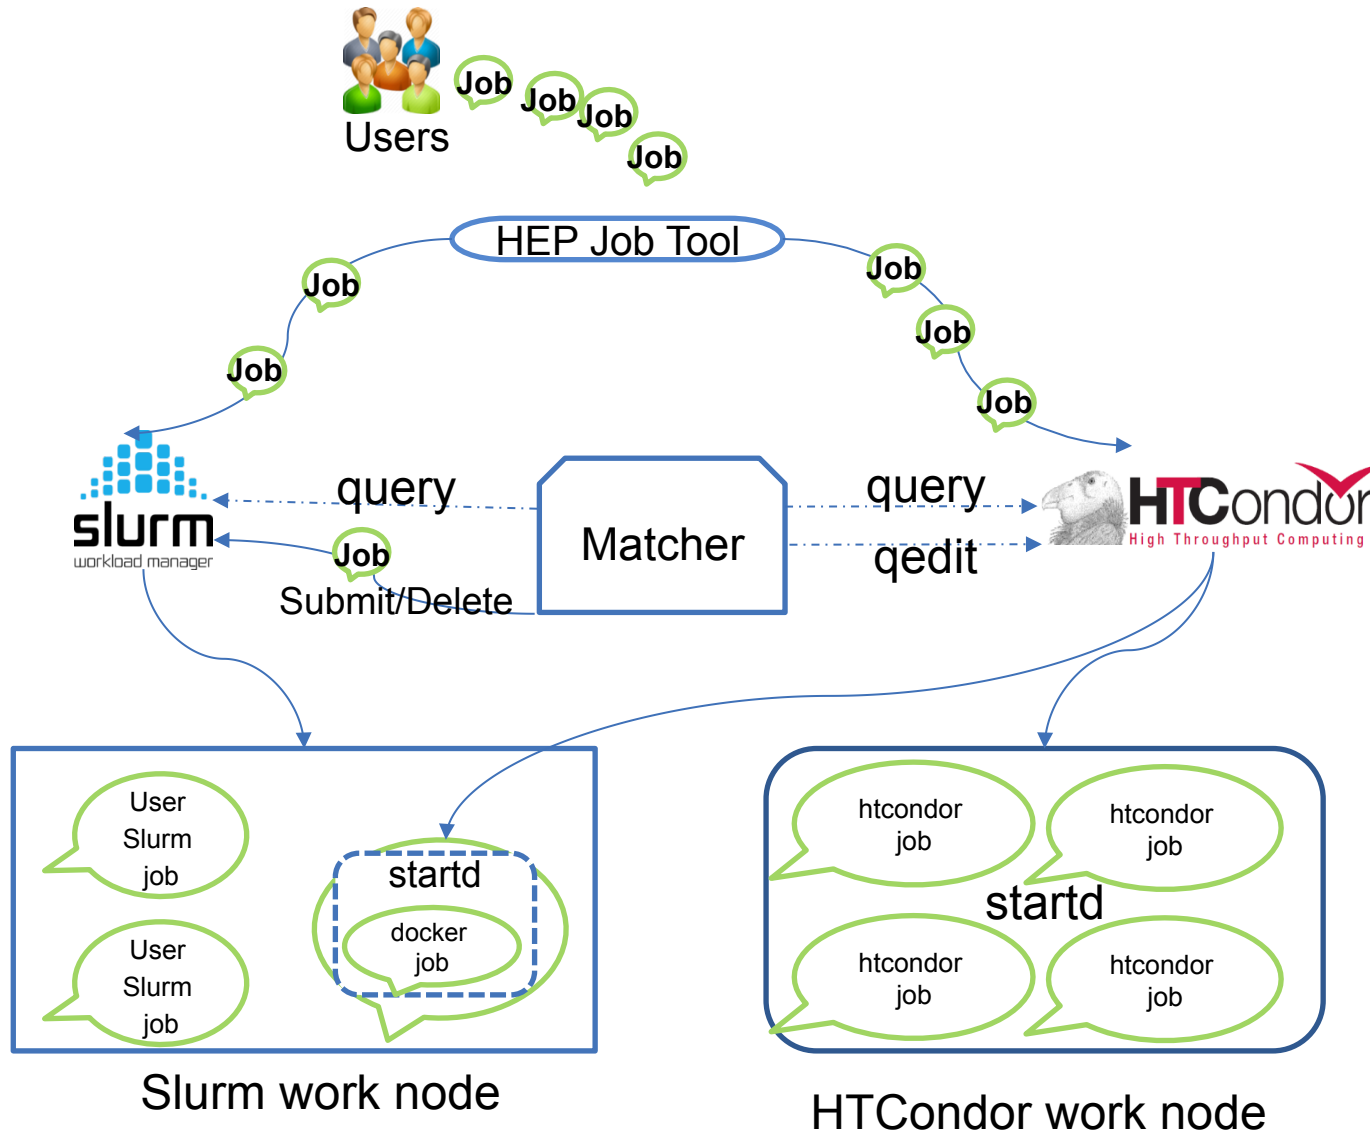 Job
Job
Job
Job
Users
HEP Job Tool
Job
Job
Job
Job
Job
slurm
workload manager
query
Job
Submit/Delete
Matcher
query
qedit
HTCondor
High Throughput Computing
User
Slurm
job
User
Slurm
job
startd
docker
job
Slurm work node
htcondor
job
htcondor
job
startd
htcondor
job
htcondor
job
HTCondor work node